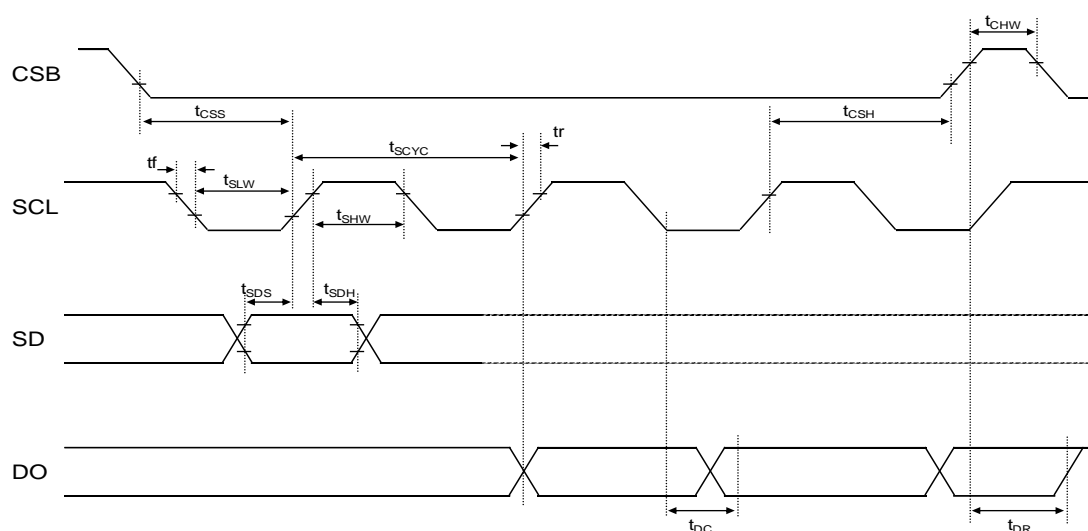 tCHW
CSB
tCSS
tCSH
tr
tSCYC
tf
tSLW
SCL
tSHW
tSDS
tSDH
SD
DO
tDC
tDR